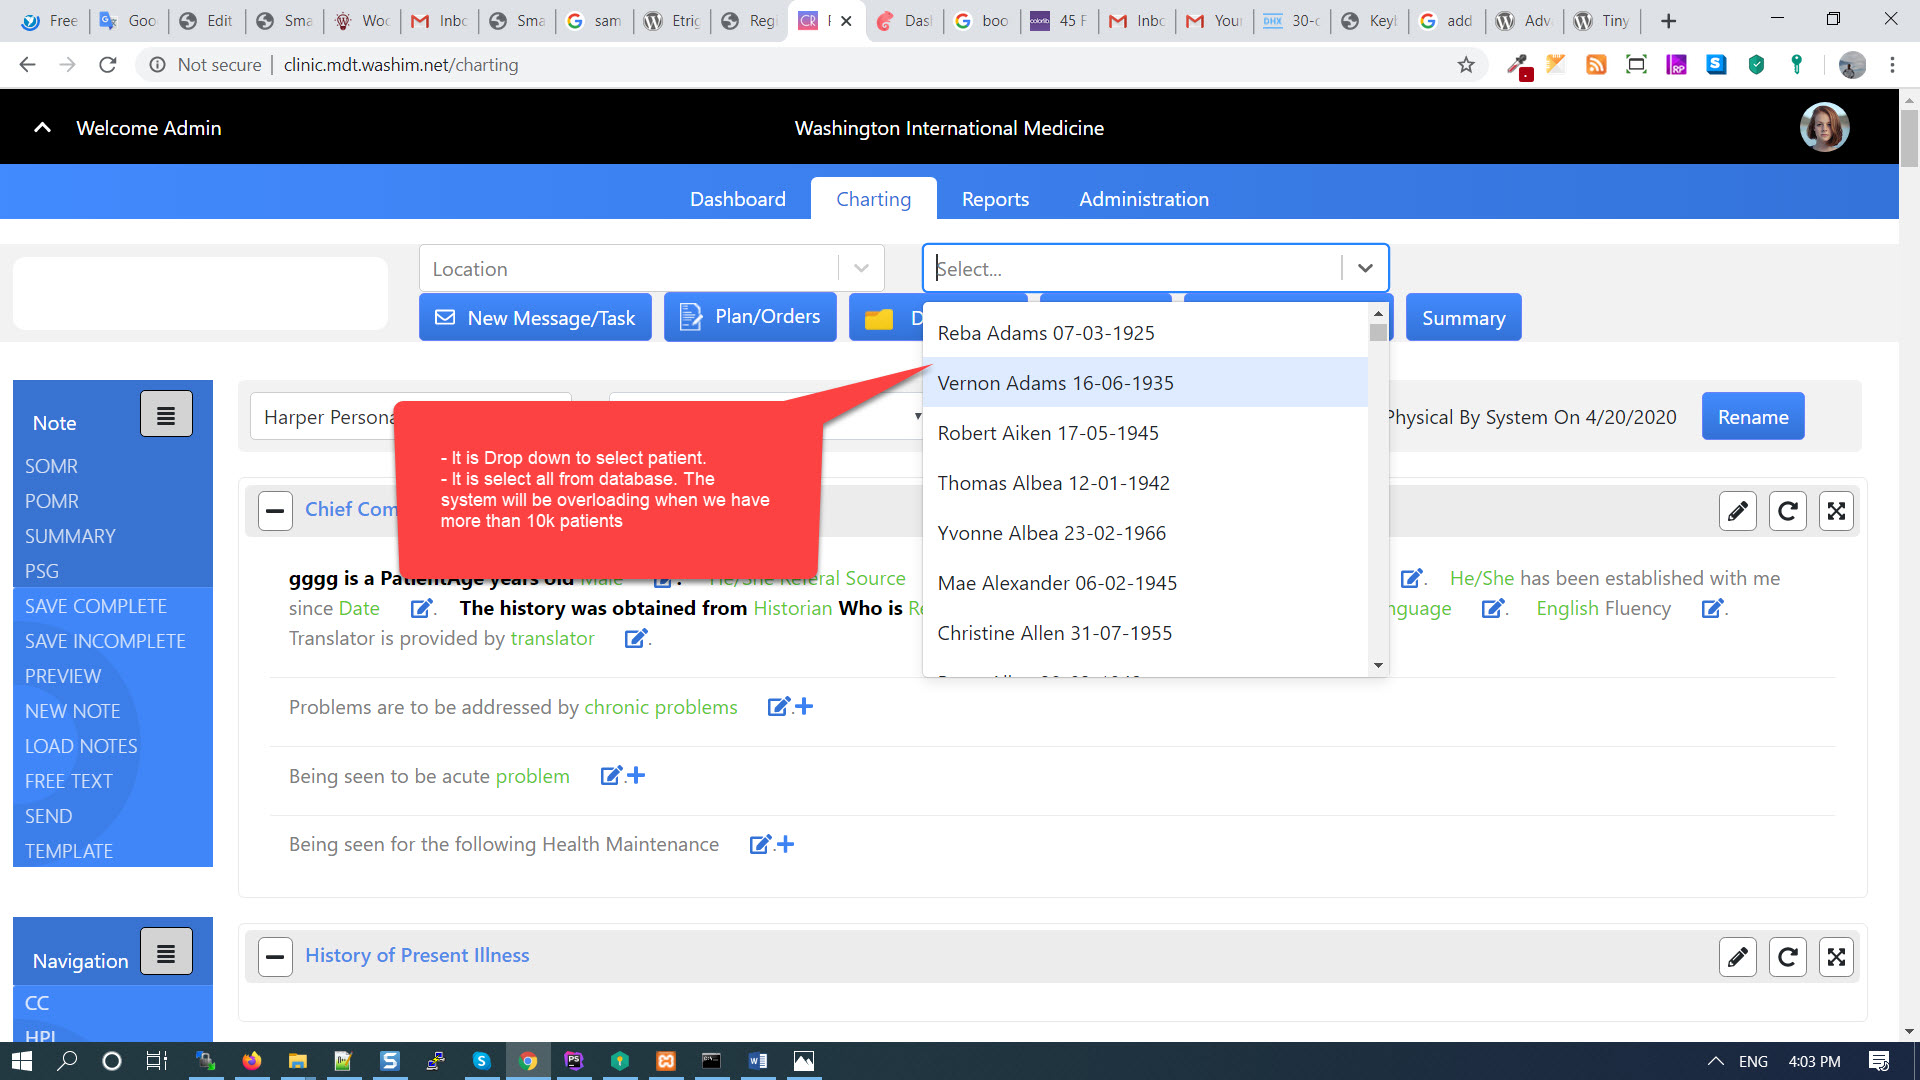 Free
Goo
Edit
Sma
Woo
Inbo
Sma
sam
Etrig
Regi
Das
boo
45 F
Inbo
Your
30-c
Keyl
add
Adv
Tiny
Not secure
clinic.mdt.washim.net/charting
Welcome Admin
Washington International Medicine
Dashboard
Charting
Reports
Administration
Location
Select...
New Message/Task
Plan/Orders
D
Summary
Reba Adams 07-03-1925
Vernon Adams 16-06-1935
Robert Aiken 17-05-1945
Thomas Albea 12-01-1942
Yvonne Albea 23-02-1966
Mae Alexander 06-02-1945
Christine Allen 31-07-1955
Note
SOMR
POMR
SUMMARY
PSG
SAVE COMPLETE
SAVE INCOMPLETE
PREVIEW
NEW NOTE
LOAD NOTES
FREE TEXT
SEND
TEMPLATE
Harper Persona
Physical By System On 4/20/2020
Rename
- It is Drop down to select patient.
- It is select all from database. The
system will be overloading when we have
more than 10k patients
Chief Com
gggg is a PatientAge years old Male . He/She Referal Source . He/She has been established with me
since Date . The history was obtained from Historian Who is Re nguage . English Fluency .
Translator is provided by translator .
Problems are to be addressed by chronic problems .
Being seen to be acute problem .
Being seen for the following Health Maintenance .
Navigation
CC
HPI
History of Present Illness
ENG
4:03 PM